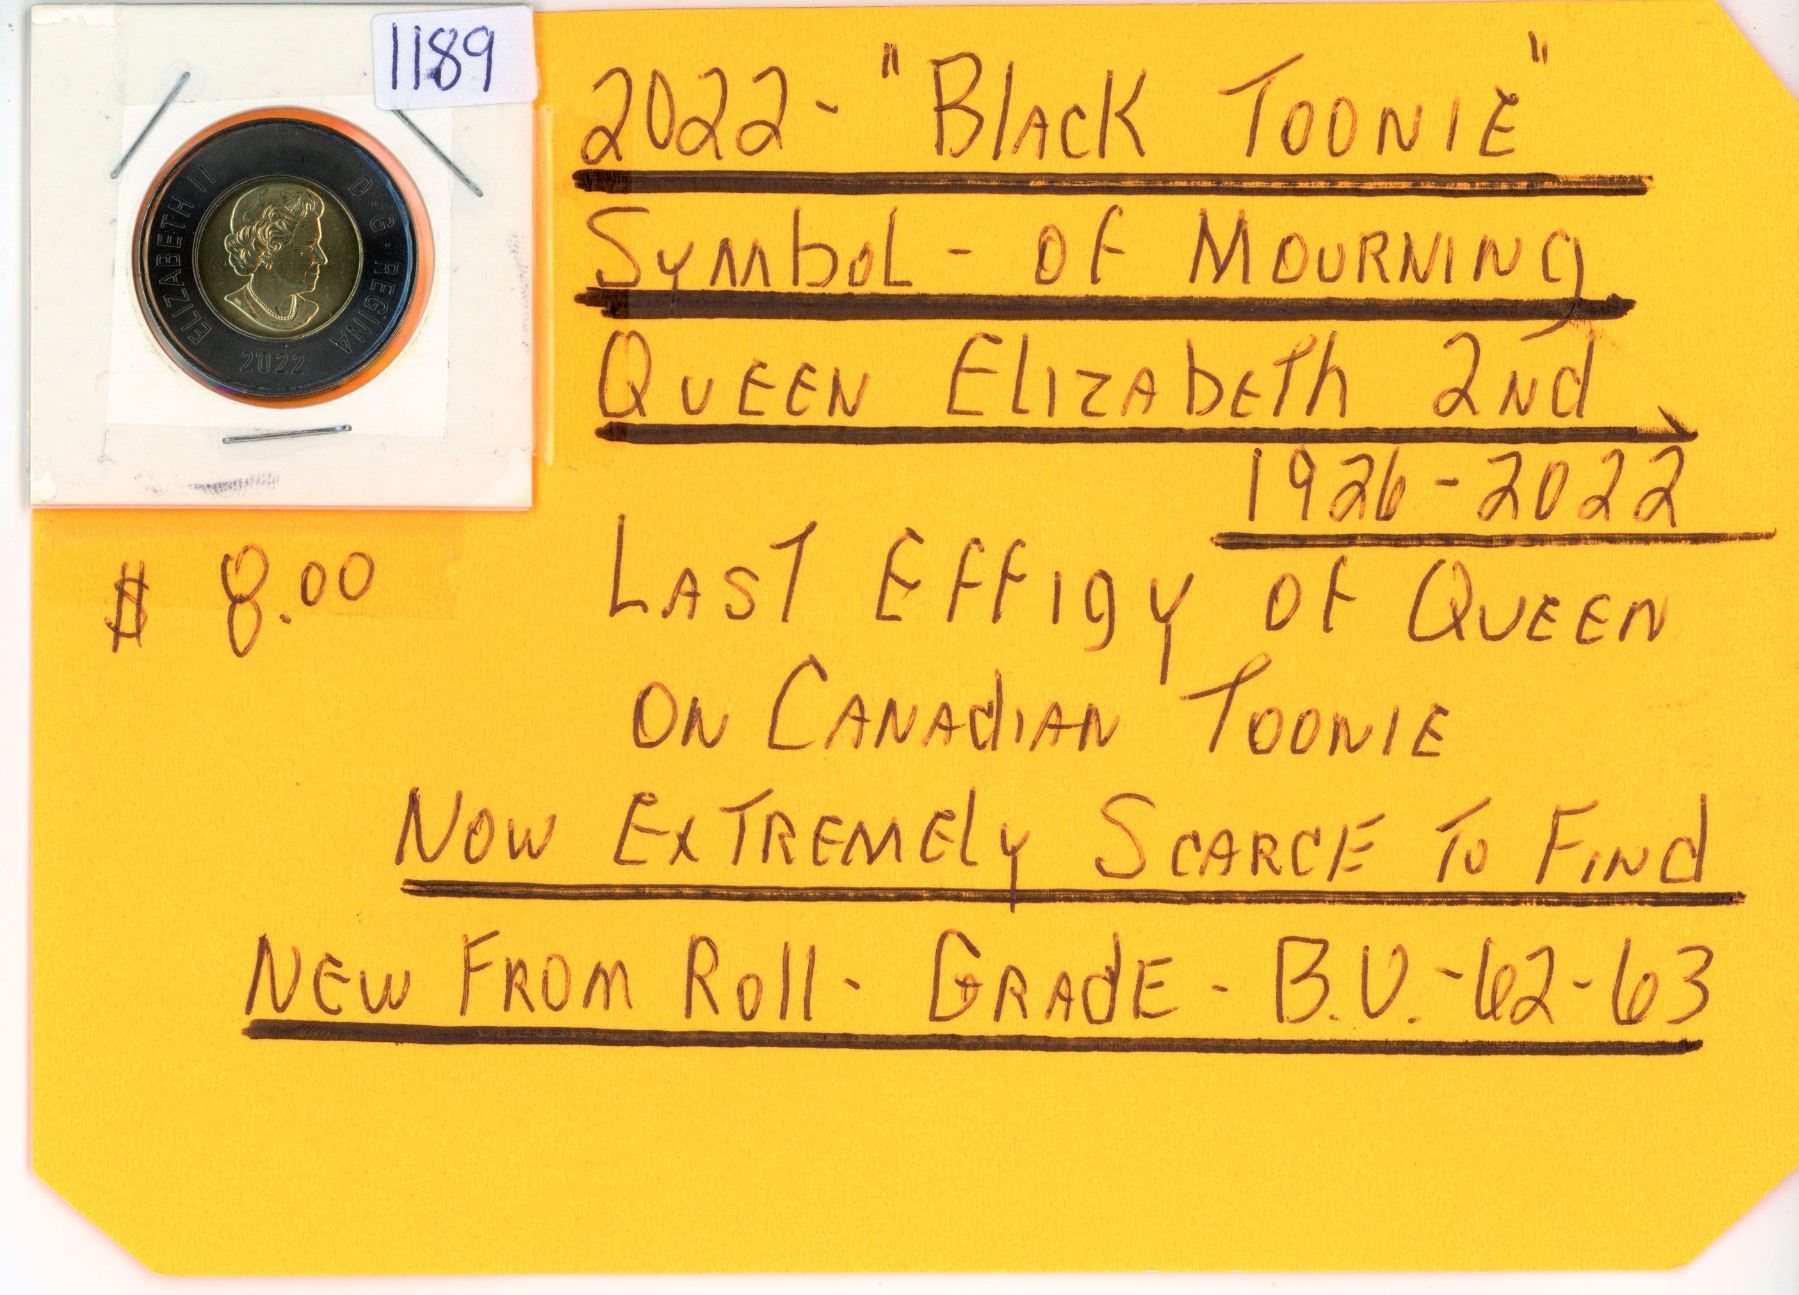 1189
ELIZABETH II D·G·REGINA
2022
2022 - "Black Toonie"
Symbol - of Mourning
Queen Elizabeth 2nd
1926-2022
$ 8.00
Last Effigy of Queen
on Canadian Toonie
Now Extremely Scarce To Find
New From Roll - Grade - B.U. - 62-63